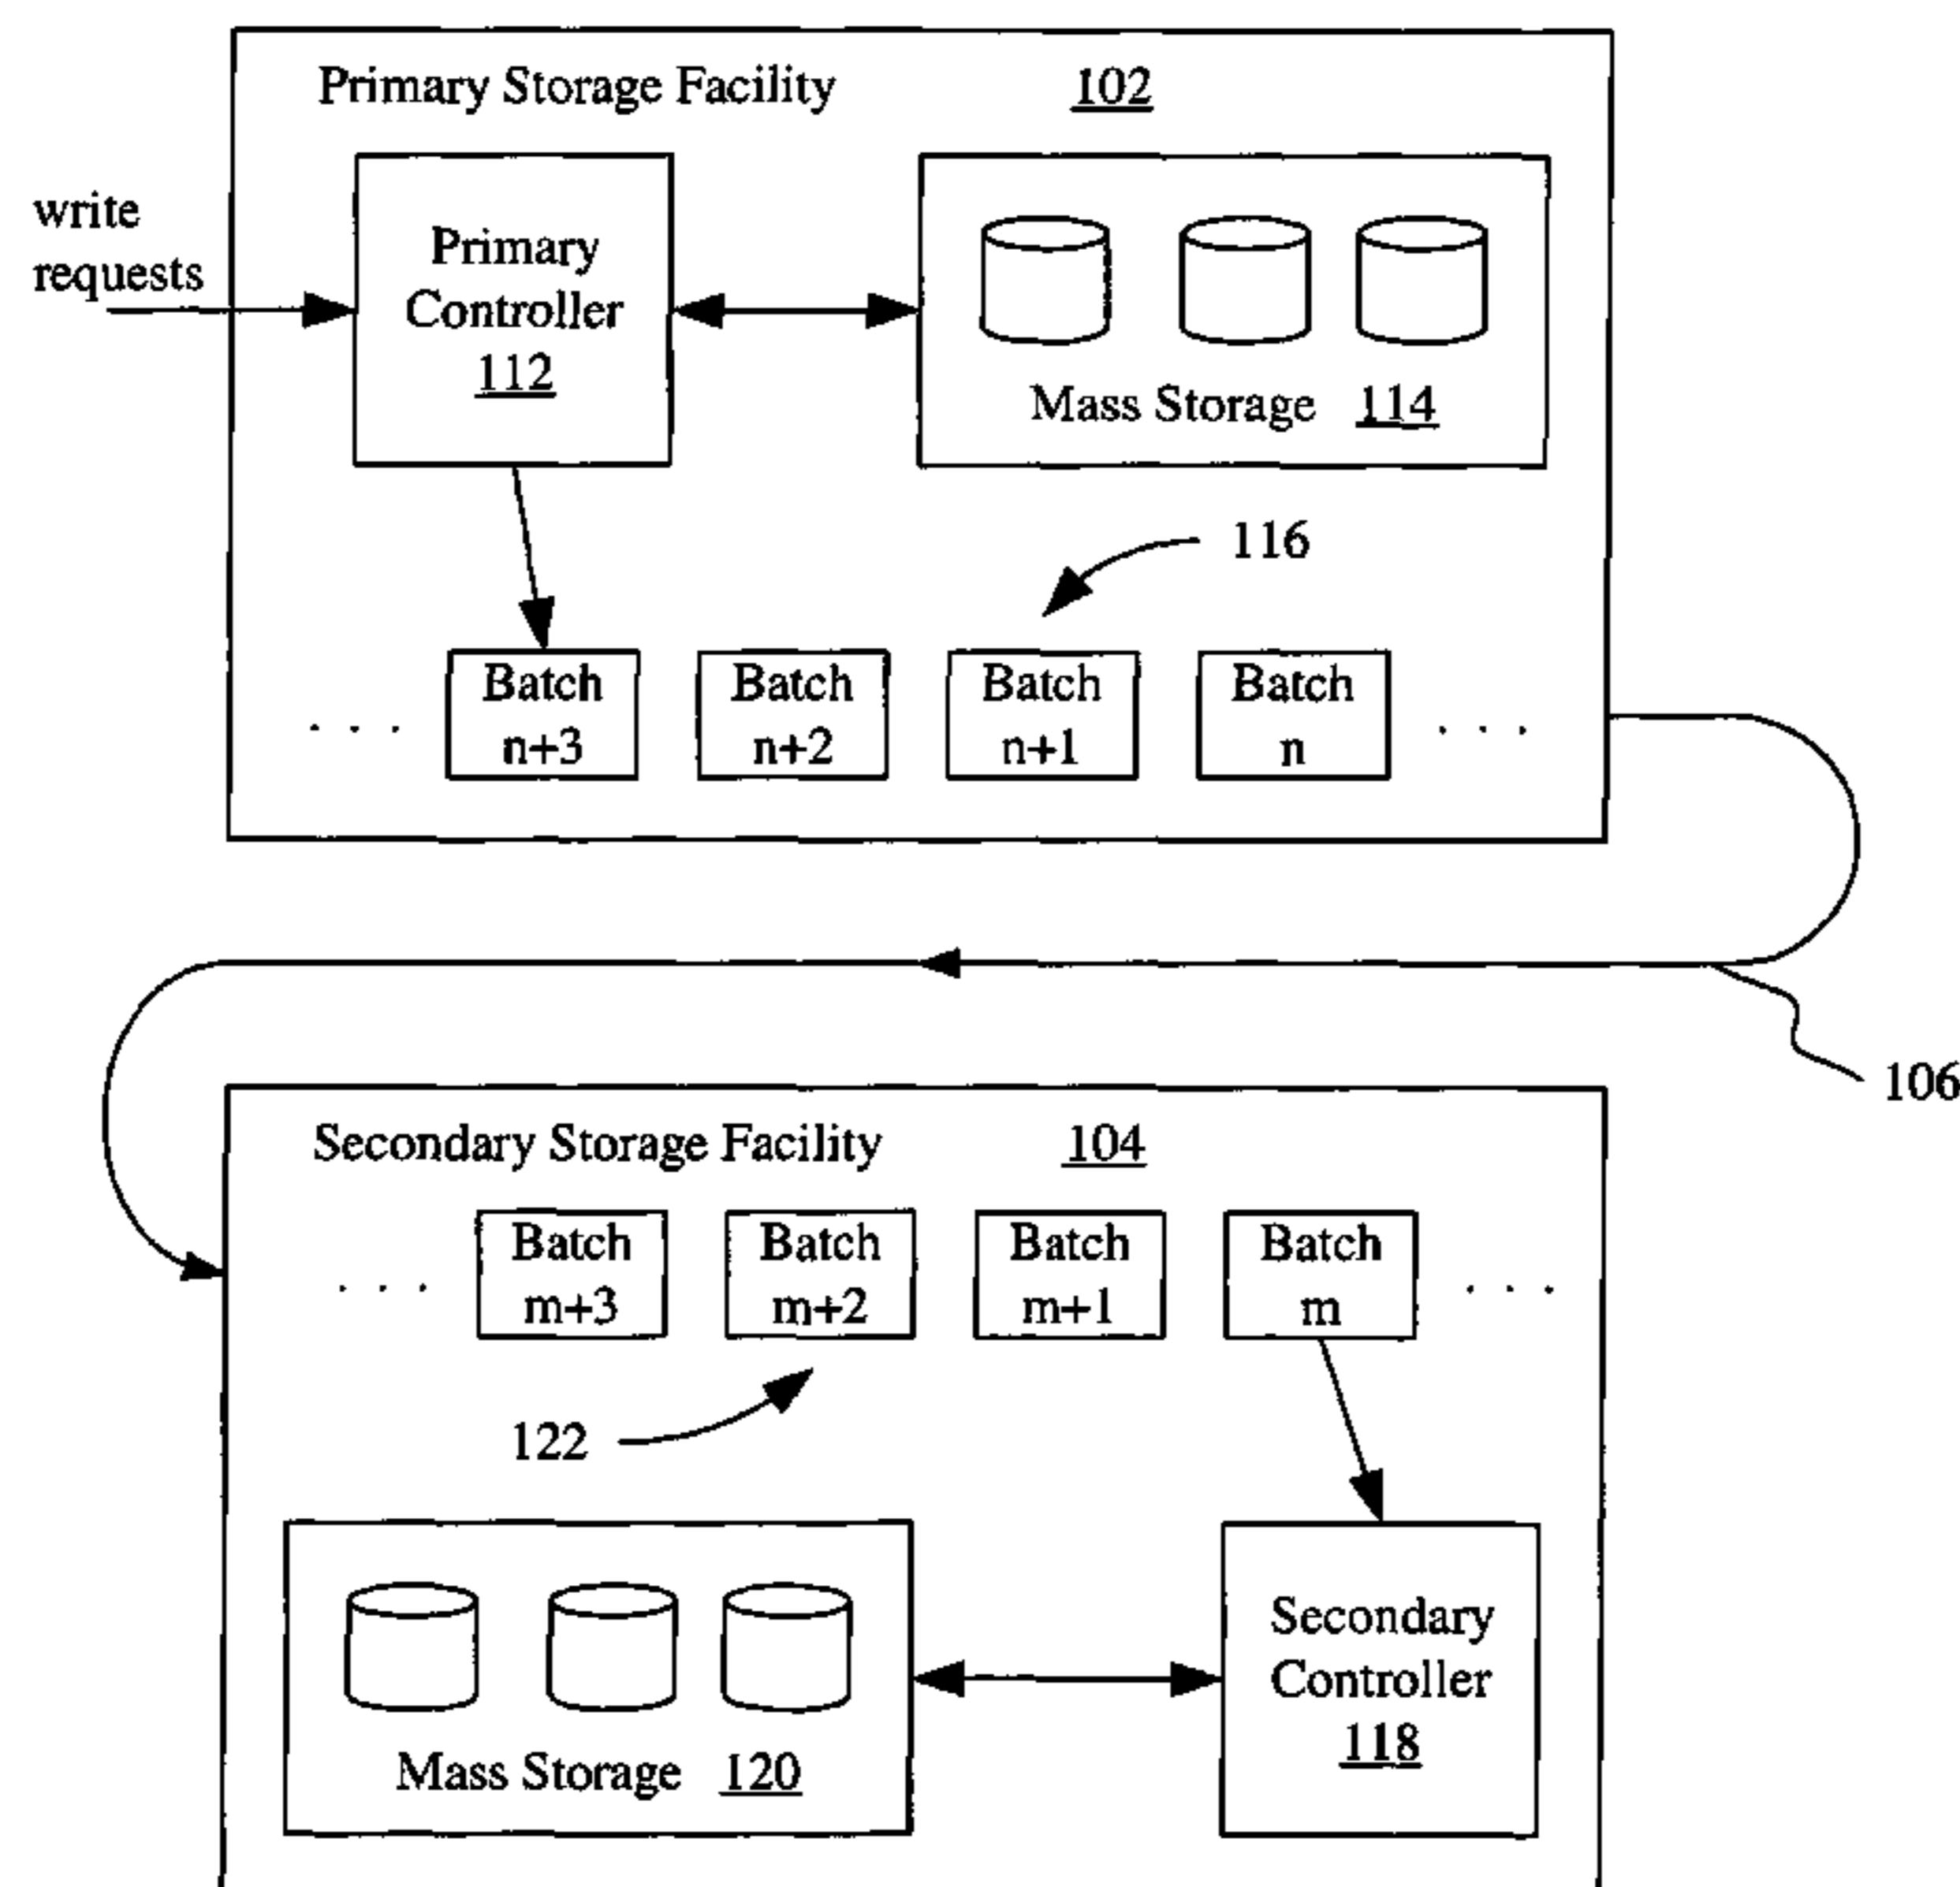 Primary Storage Facility 102
write
requests
Primary
Controller
112
Mass Storage 114
116
. . .
Batch
n+3
Batch
n+2
Batch
n+1
Batch
n
. . .
106
Secondary Storage Facility 104
. . .
Batch
m+3
Batch
m+2
Batch
m+1
Batch
m
. . .
122
Mass Storage 120
Secondary
Controller
118